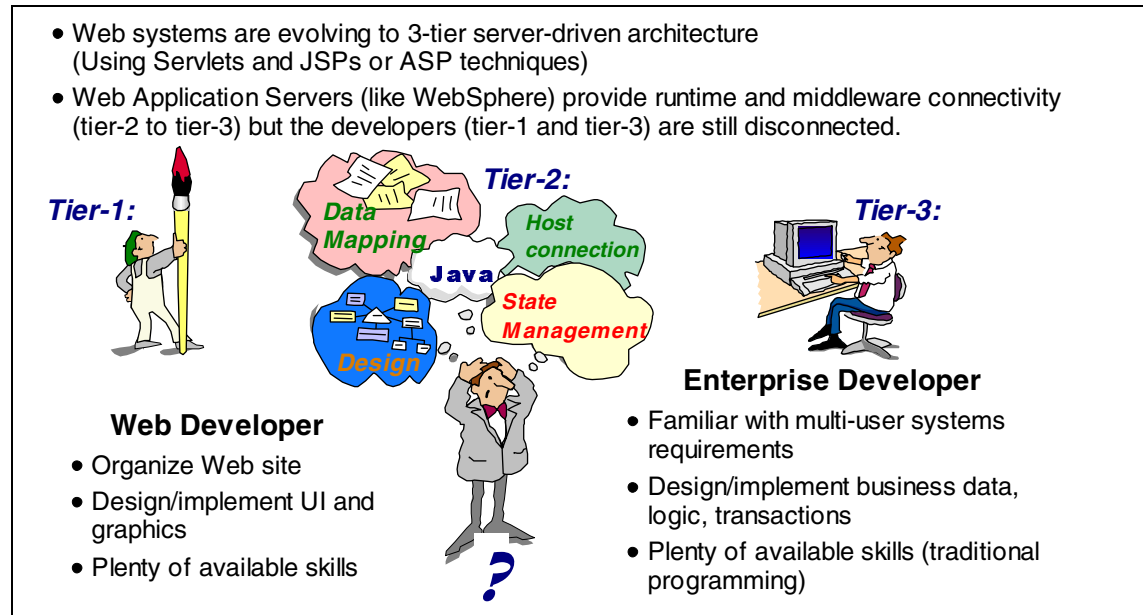 • Web systems are evolving to 3-tier server-driven architecture
(Using Servlets and JSPs or ASP techniques)
• Web Application Servers (like WebSphere) provide runtime and middleware connectivity
(tier-2 to tier-3) but the developers (tier-1 and tier-3) are still disconnected.
Tier-1:
Tier-2:
Data
Mapping
Host
connection
Java
State
Management
Design
?
Tier-3:
Web Developer
• Organize Web site
• Design/implement UI and
graphics
• Plenty of available skills
Enterprise Developer
• Familiar with multi-user systems
requirements
• Design/implement business data,
logic, transactions
• Plenty of available skills (traditional
programming)